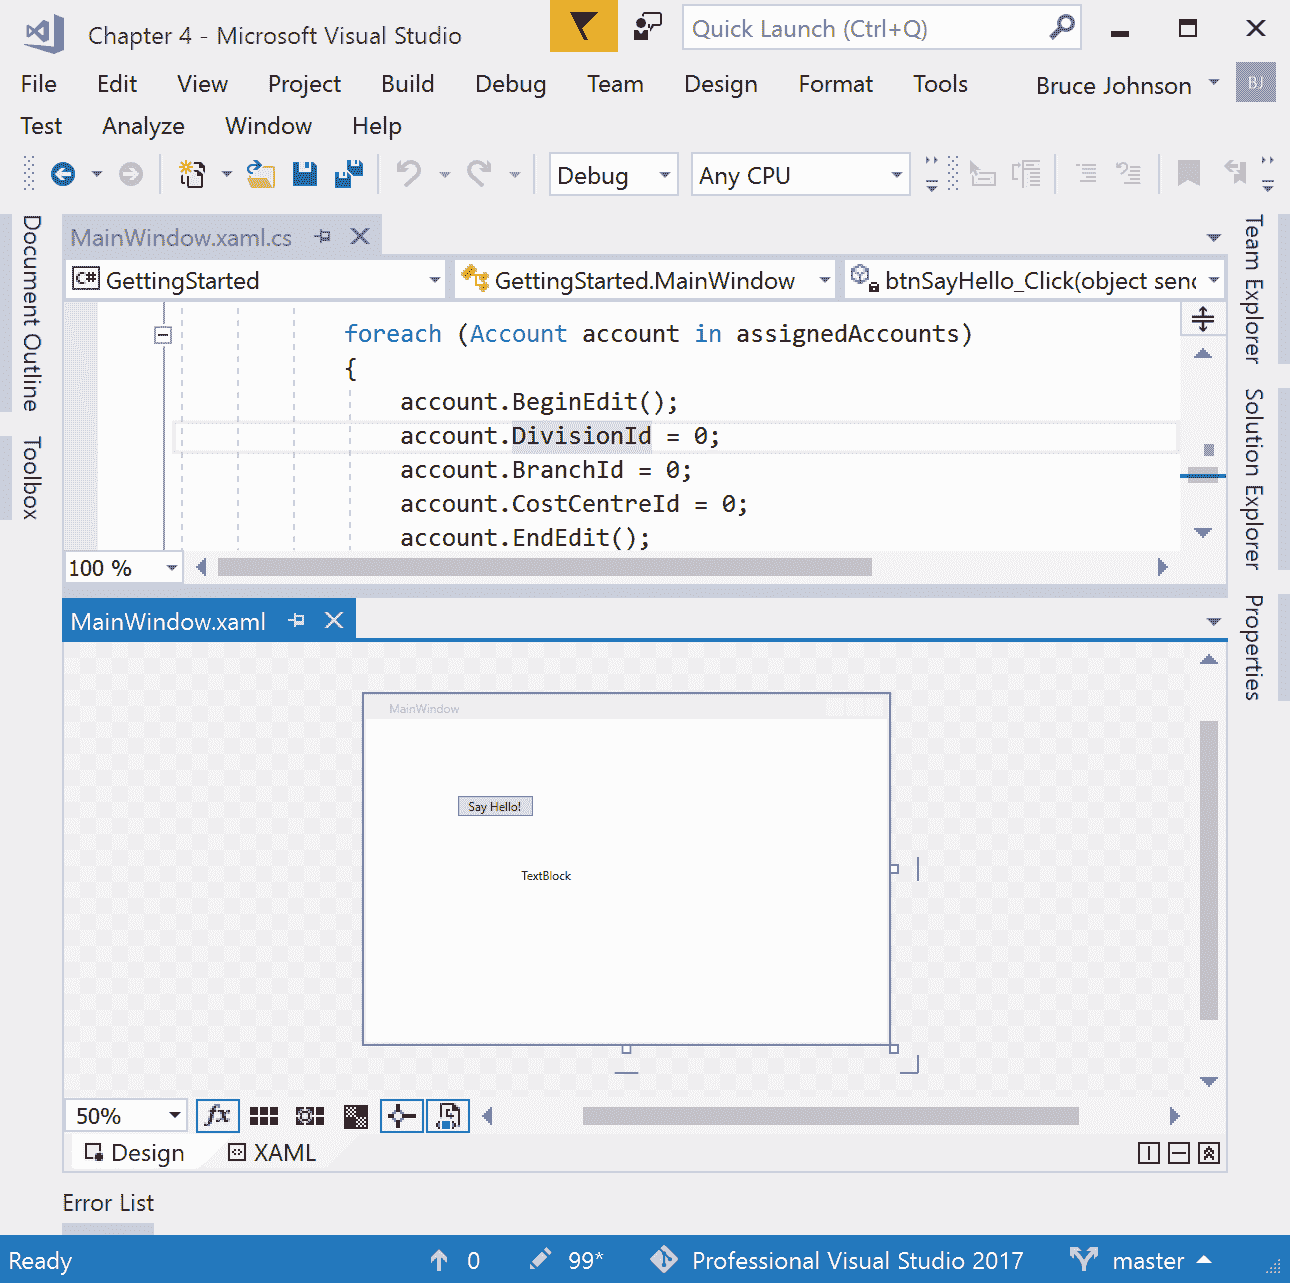 Chapter 4 - Microsoft Visual Studio
Quick Launch (Ctrl+Q)
File Edit View Project Build Debug Team Design Format Tools
Bruce Johnson BJ
Test Analyze Window Help
Debug Any CPU
Document Outline
Toolbox
MainWindow.xaml.cs
C# GettingStarted GettingStarted.MainWindow btnSayHello_Click(object senc
foreach (Account account in assignedAccounts)
{
account.BeginEdit();
account.DivisionId = 0;
account.BranchId = 0;
account.CostCentreId = 0;
account.EndEdit();
100 %
Team Explorer
Solution Explorer
Properties
MainWindow.xaml
MainWindow
Say Hello!
TextBlock
50% fx
Design XAML
Error List
Ready 0 99* Professional Visual Studio 2017 master